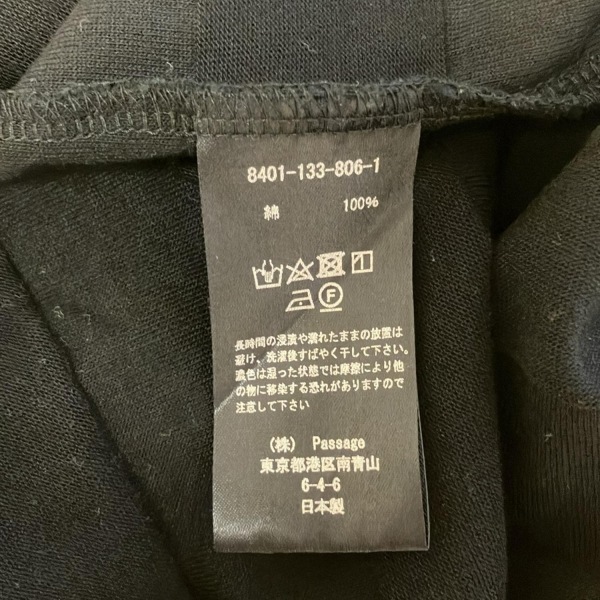 8401-133-806-1
綿 100%
F
長時間の浸漬や濡れたままの放置は
避け、洗濯後すばやく干して下さい。
濃色は湿った状態では摩擦により他
の物に移染する恐れがありますので
注意して下さい。
(株) Passage
東京都港区南青山
6-4-6
日本製